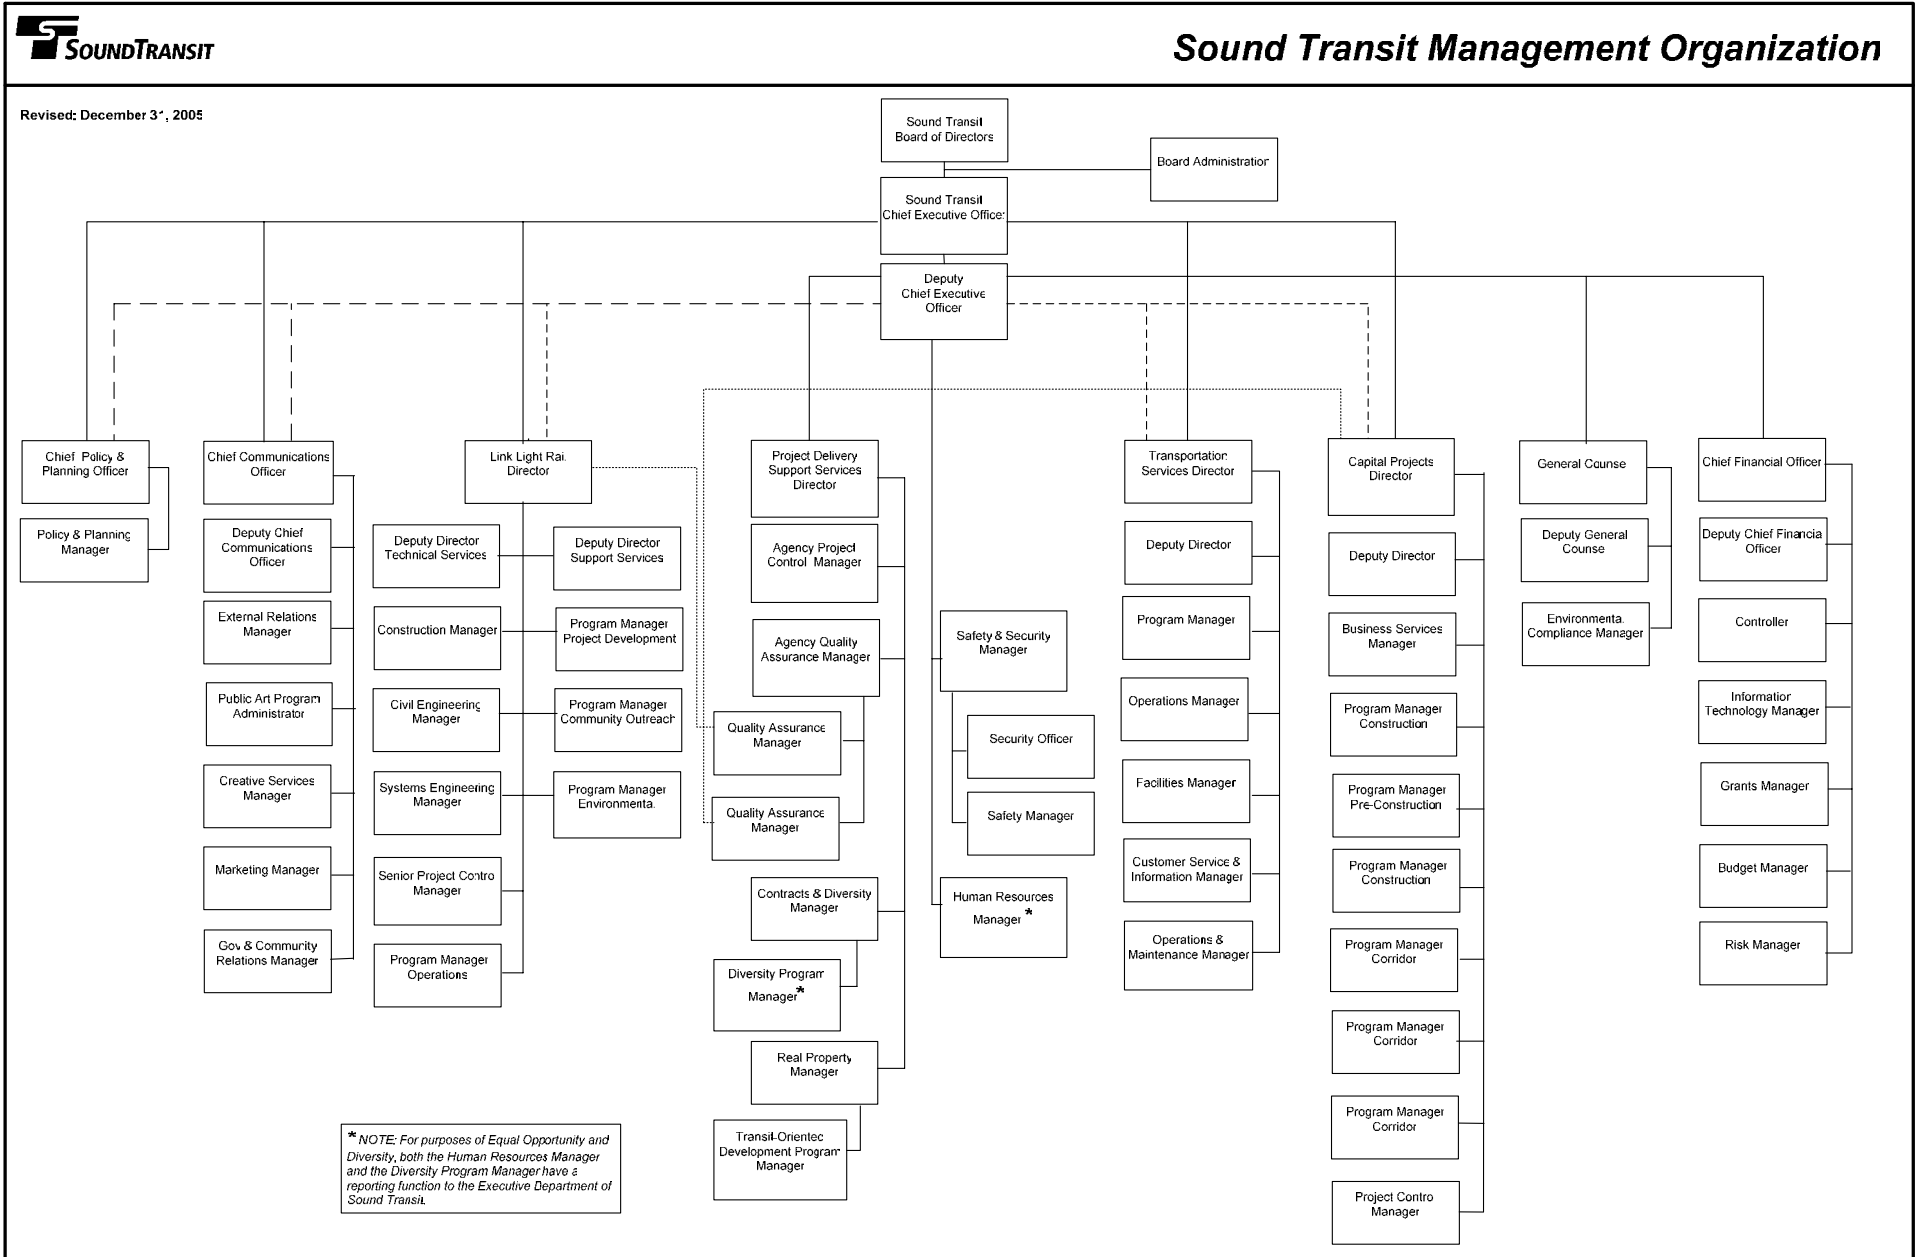 SOUNDTRANSIT
Sound Transit Management Organization
Revised: December 31, 2005
Sound Transit
Board of Directors
Board Administration
Sound Transit
Chief Executive Officer
Deputy
Chief Executive
Officer
Chief Policy &
Planning Officer
Policy & Planning
Manager
Chief Communications
Officer
Deputy Chief
Communications
Officer
External Relations
Manager
Public Art Program
Administrator
Creative Services
Manager
Marketing Manager
Gov & Community
Relations Manager
Link Light Rail
Director
Deputy Director
Technical Services
Deputy Director
Support Services
Construction Manager
Program Manager
Project Development
Civil Engineering
Manager
Program Manager
Community Outreach
Systems Engineering
Manager
Program Manager
Environmental
Senior Project Contro
Manager
Program Manager
Operations
Project Delivery
Support Services
Director
Agency Project
Control Manager
Agency Quality
Assurance Manager
Quality Assurance
Manager
Quality Assurance
Manager
Contracts & Diversity
Manager
Diversity Program
Manager*
Real Property
Manager
Transit-Oriented
Development Program
Manager
Safety & Security
Manager
Security Officer
Safety Manager
Human Resources
Manager *
Transportation
Services Director
Deputy Director
Program Manager
Operations Manager
Facilities Manager
Customer Service &
Information Manager
Operations &
Maintenance Manager
Capital Projects
Director
Deputy Director
Business Services
Manager
Program Manager
Construction
Program Manager
Pre-Construction
Program Manager
Construction
Program Manager
Corridor
Program Manager
Corridor
Program Manager
Corridor
Project Contro
Manager
General Counse
Deputy General
Counse
Environmental
Compliance Manager
Chief Financial Officer
Deputy Chief Financia
Officer
Controller
Information
Technology Manager
Grants Manager
Budget Manager
Risk Manager
* NOTE: For purposes of Equal Opportunity and
Diversity, both the Human Resources Manager
and the Diversity Program Manager have a
reporting function to the Executive Department of
Sound Transit.